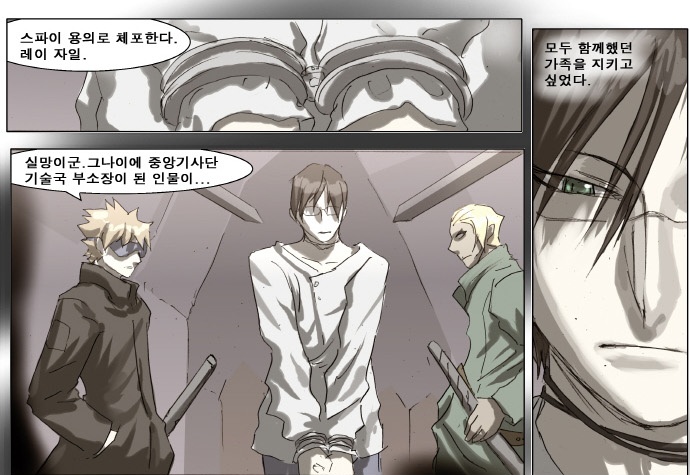 스파이 용의로 체포한다.
레이 자일.
실망이군.그나이에 중앙기사단
기술국 부소장이 된 인물이...
모두 함께했던
가족을 지키고
싶었다.